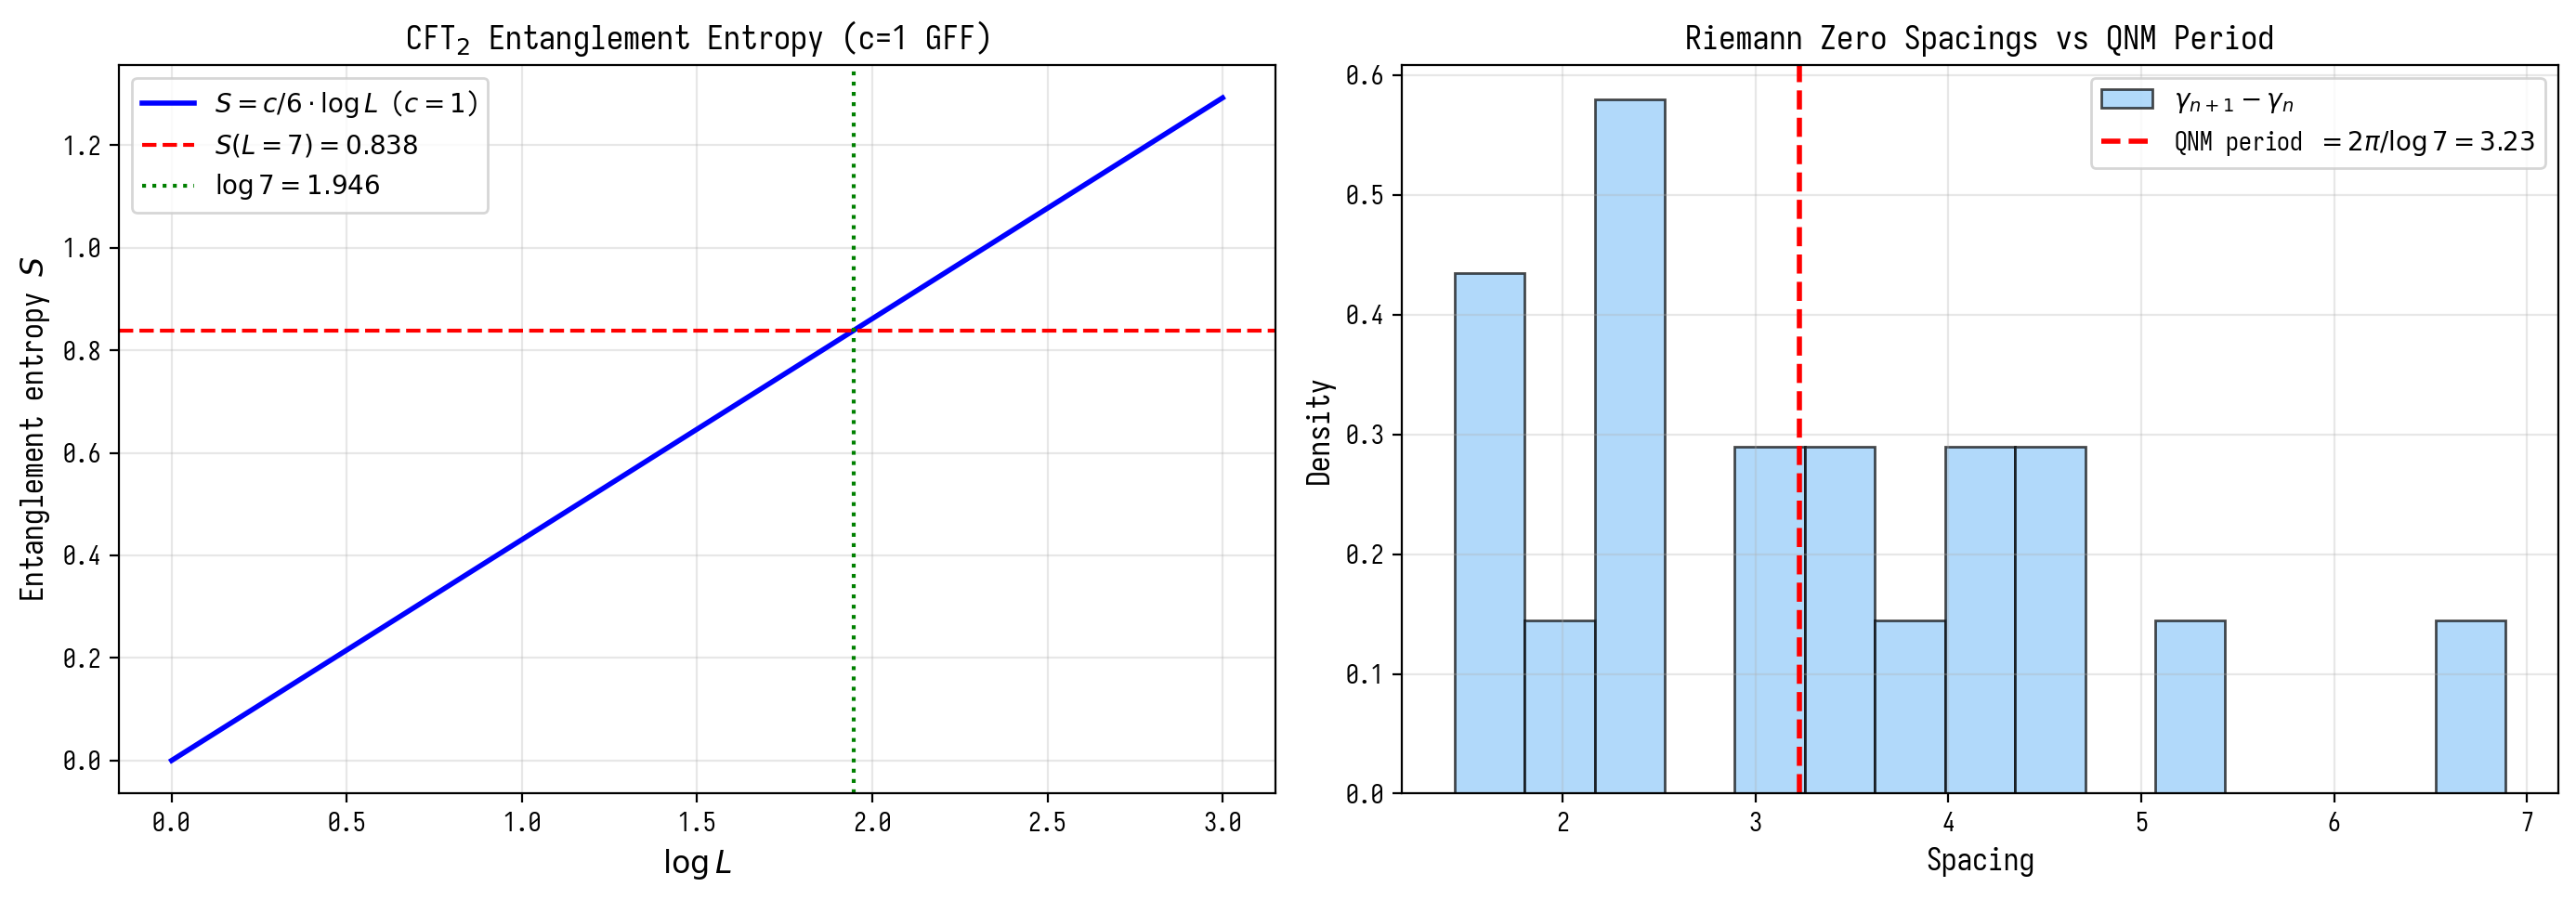 CFT₂ Entanglement Entropy (c=1 GFF)
S = c/6 · log L (c = 1)
S(L = 7) = 0.838
log 7 = 1.946
Entanglement entropy S
1.2
1.0
0.8
0.6
0.4
0.2
0.0
0.0 0.5 1.0 1.5 2.0 2.5 3.0
log L
Riemann Zero Spacings vs QNM Period
γₙ₊₁ − γₙ
QNM period = 2π/log 7 = 3.23
Density
0.6
0.5
0.4
0.3
0.2
0.1
0.0
2 3 4 5 6 7
Spacing